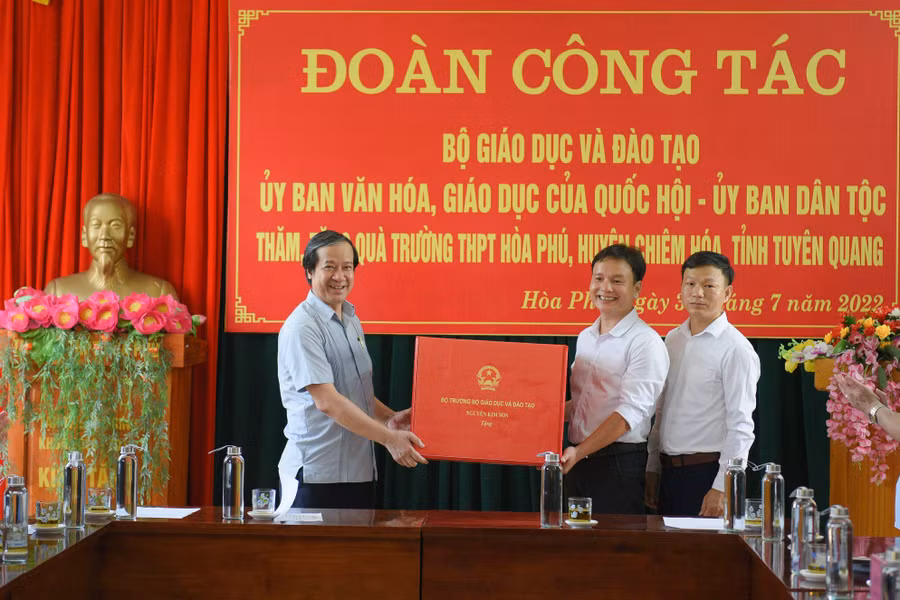 ĐOÀN CÔNG TÁC
BỘ GIÁO DỤC VÀ ĐÀO TẠO
ỦY BAN VĂN HÓA, GIÁO DỤC CỦA QUỐC HỘI - ỦY BAN DÂN TỘC
THĂM, QUÀ TRƯỜNG THPT HÒA PHÚ, HUYỆN CHIÊM HÓA, TỈNH TUYÊN QUANG
Hòa 7 năm 2022
BỘ TRƯỞNG BỘ GIÁO DỤC VÀ ĐÀO TẠO
NGUYỄN KIM SƠN
Tặng